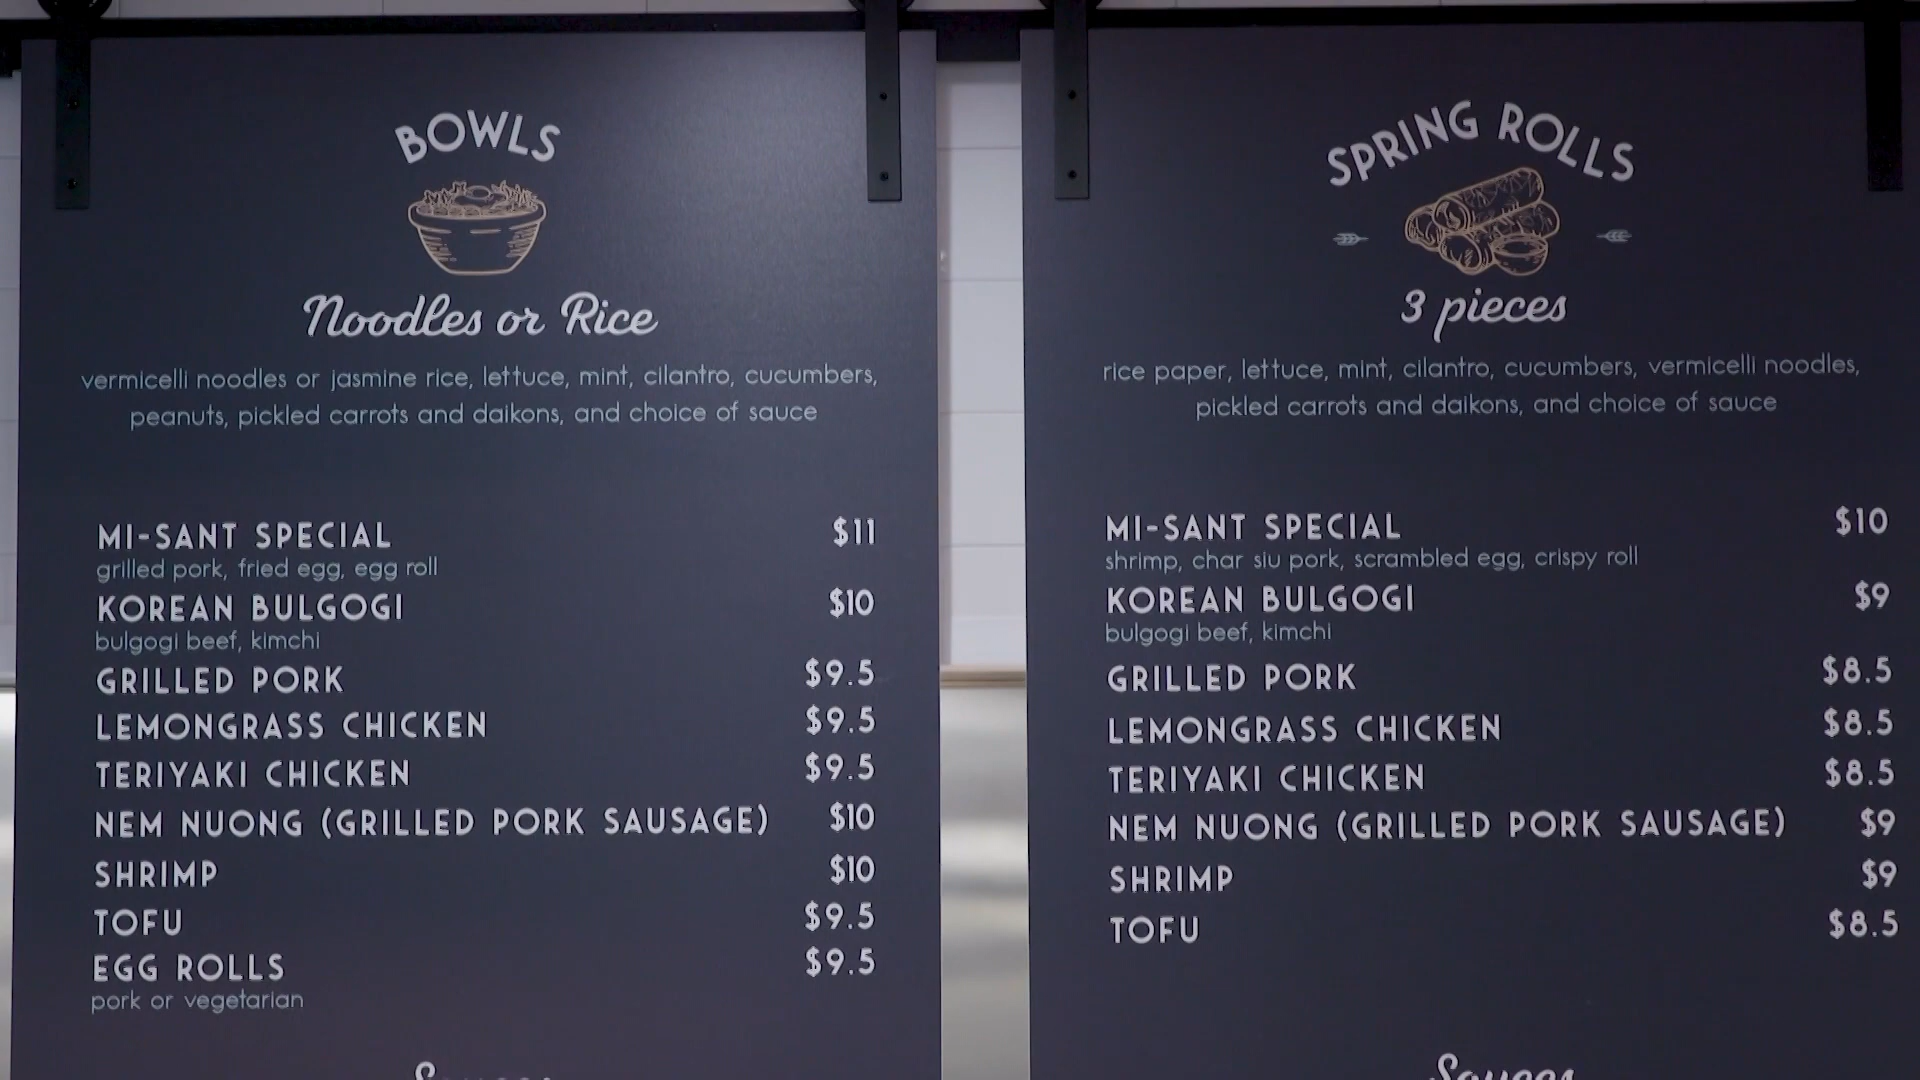 BOWLS
Noodles or Rice
vermicelli noodles or jasmine rice, lettuce, mint, cilantro, cucumbers,
peanuts, pickled carrots and daikons, and choice of sauce
MI-SANT SPECIAL $11
grilled pork, fried egg, egg roll
KOREAN BULGOGI $10
bulgogi beef, kimchi
GRILLED PORK $9.5
LEMONGRASS CHICKEN $9.5
TERIYAKI CHICKEN $9.5
NEM NUONG (GRILLED PORK SAUSAGE) $10
SHRIMP $10
TOFU $9.5
EGG ROLLS $9.5
pork or vegetarian
Sauces
SPRING ROLLS
3 pieces
rice paper, lettuce, mint, cilantro, cucumbers, vermicelli noodles,
pickled carrots and daikons, and choice of sauce
MI-SANT SPECIAL $10
shrimp, char siu pork, scrambled egg, crispy roll
KOREAN BULGOGI $9
bulgogi beef, kimchi
GRILLED PORK $8.5
LEMONGRASS CHICKEN $8.5
TERIYAKI CHICKEN $8.5
NEM NUONG (GRILLED PORK SAUSAGE) $9
SHRIMP $9
TOFU $8.5
Sauces